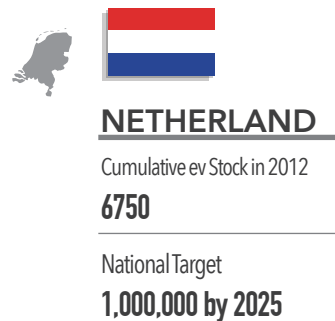 NETHERLAND
Cumulative ev Stock in 2012
6750
National Target
1,000,000 by 2025